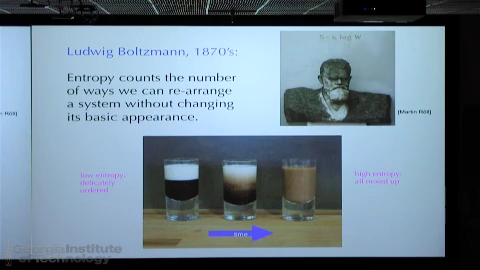 Ludwig Boltzmann, 1870's:
S = k log W
Entropy counts the number
of ways we can re-arrange
a system without changing
its basic appearance.
[Martin Röll]
low entropy:
delicately
ordered
high entropy:
all mixed up
time
Georgia Institute
of Technology